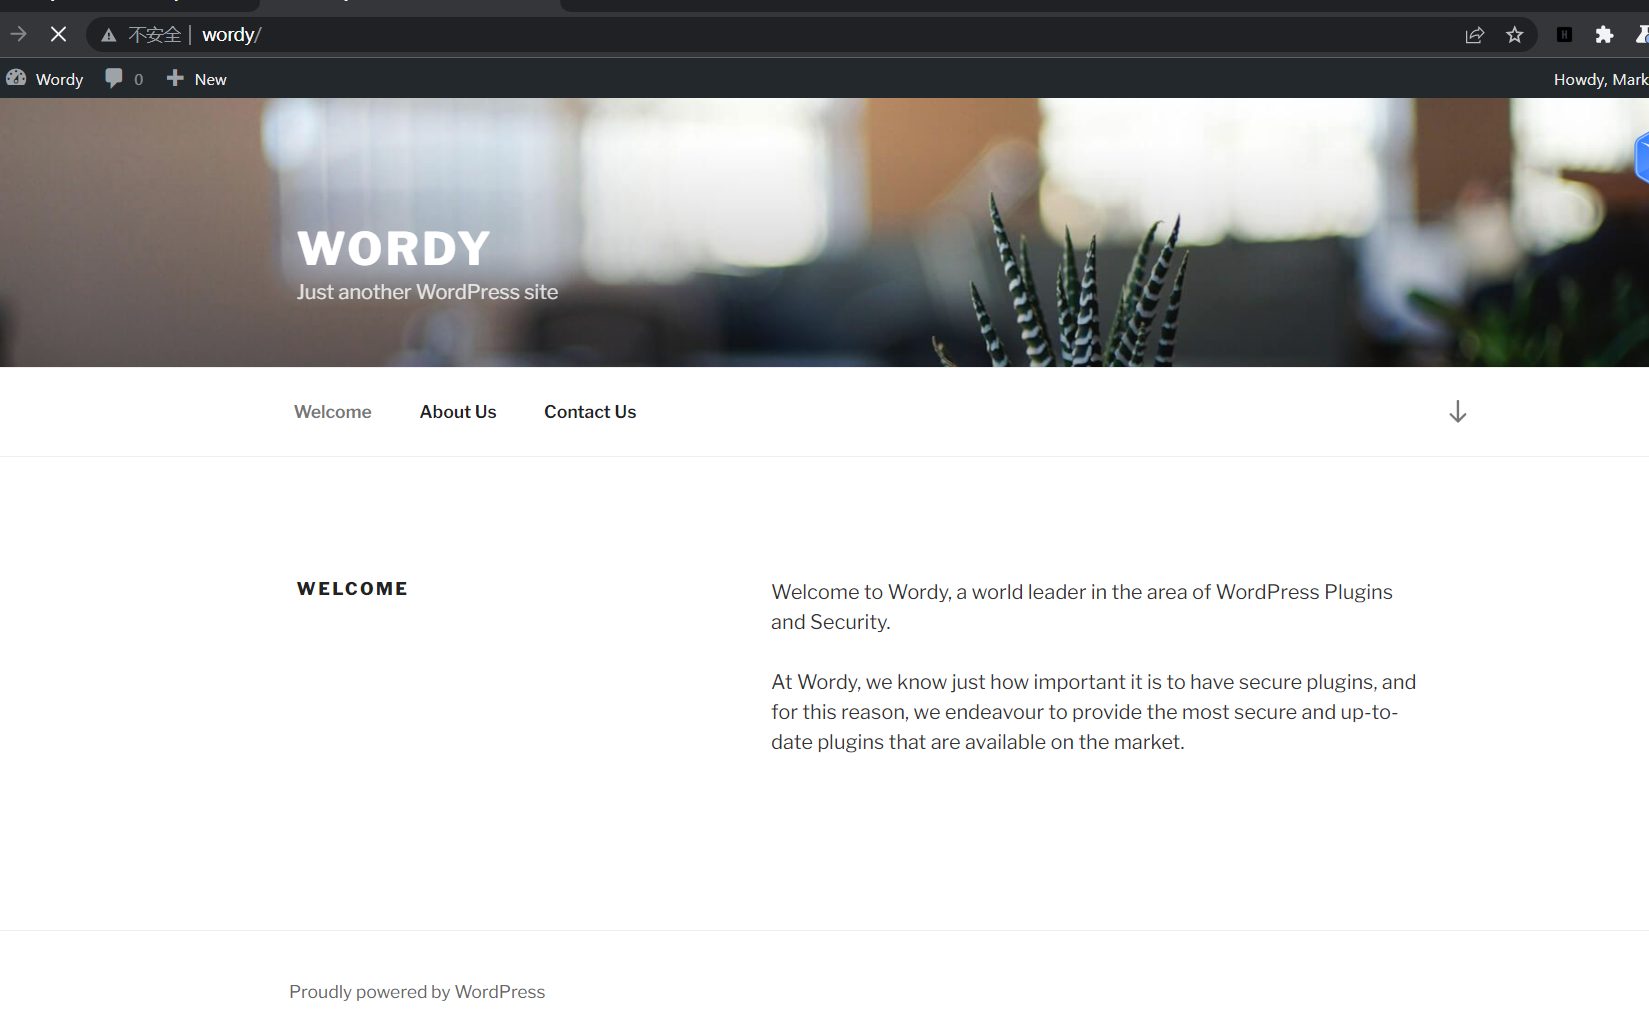 不安全 wordy/
Wordy 0 New Howdy, Mark
WORDY
Just another WordPress site
Welcome About Us Contact Us
WELCOME
Welcome to Wordy, a world leader in the area of WordPress Plugins
and Security.
At Wordy, we know just how important it is to have secure plugins, and
for this reason, we endeavour to provide the most secure and up-to-
date plugins that are available on the market.
Proudly powered by WordPress